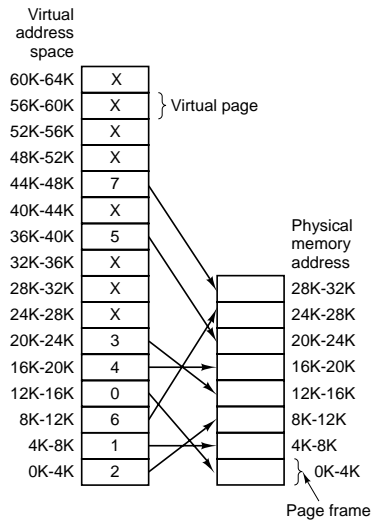 Virtual
address
space
60K-64K X
56K-60K X Virtual page
52K-56K X
48K-52K X
44K-48K 7
40K-44K X
36K-40K 5
32K-36K X
28K-32K X
24K-28K X
20K-24K 3
16K-20K 4
12K-16K 0
8K-12K 6
4K-8K 1
0K-4K 2
Physical
memory
address
28K-32K
24K-28K
20K-24K
16K-20K
12K-16K
8K-12K
4K-8K
0K-4K
Page frame